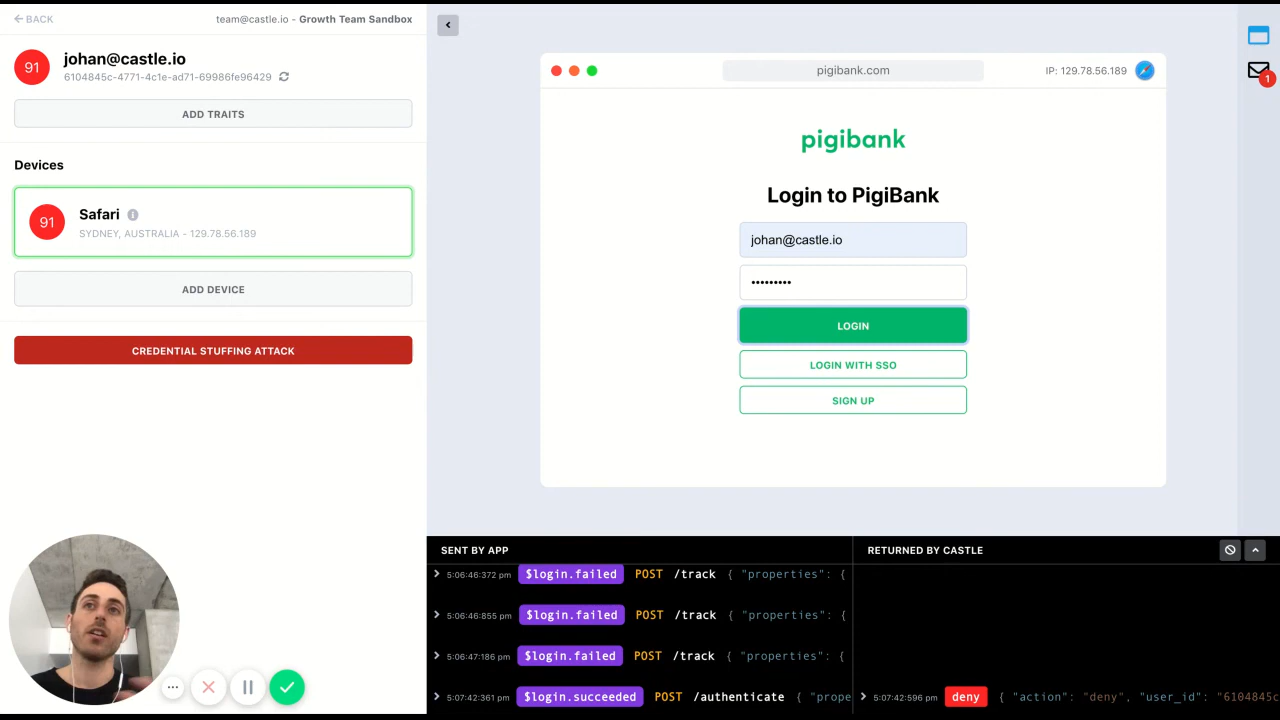 BACK
team@castle.io - Growth Team Sandbox
91
johan@castle.io
6104845c-4771-4c1e-ad71-69986fe96429
ADD TRAITS
Devices
91
Safari
SYDNEY, AUSTRALIA - 129.78.56.189
ADD DEVICE
CREDENTIAL STUFFING ATTACK
pigibank.com
IP: 129.78.56.189
1
pigibank
Login to PigiBank
johan@castle.io
•••••••••
LOGIN
LOGIN WITH SSO
SIGN UP
SENT BY APP
5:06:46:372 pm $login.failed POST /track { "properties": {
5:06:46:855 pm $login.failed POST /track { "properties": {
5:06:47:186 pm $login.failed POST /track { "properties": {
5:07:42:361 pm $login.succeeded POST /authenticate { "prope
RETURNED BY CASTLE
5:07:42:596 pm deny { "action": "deny", "user_id": "6104845c